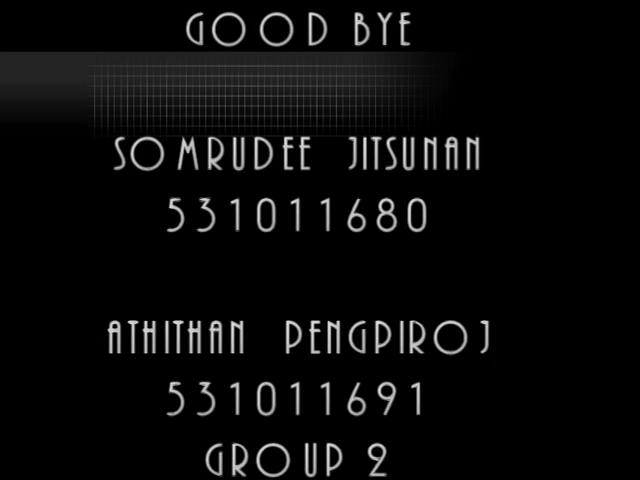 GOOD BYE
SOMRUDEE JITSUNAN
531011680
ATHITHAN PENGPIROJ
531011691
GROUP 2